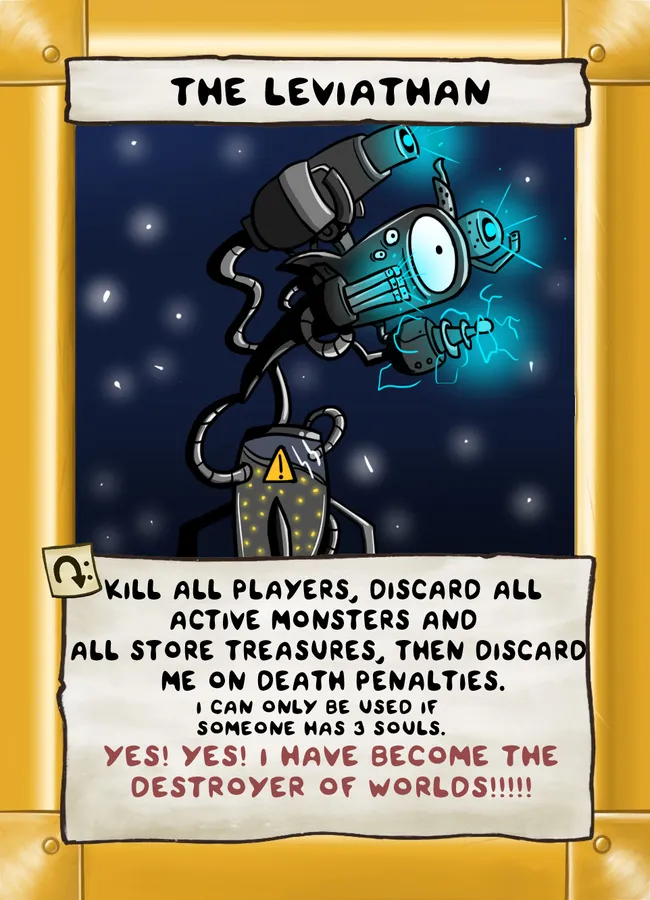 THE LEVIATHAN
KILL ALL PLAYERS, DISCARD ALL
ACTIVE MONSTERS AND
ALL STORE TREASURES, THEN DISCARD
ME ON DEATH PENALTIES.
I CAN ONLY BE USED IF
SOMEONE HAS 3 SOULS.
YES! YES! I HAVE BECOME THE
DESTROYER OF WORLDS!!!!!